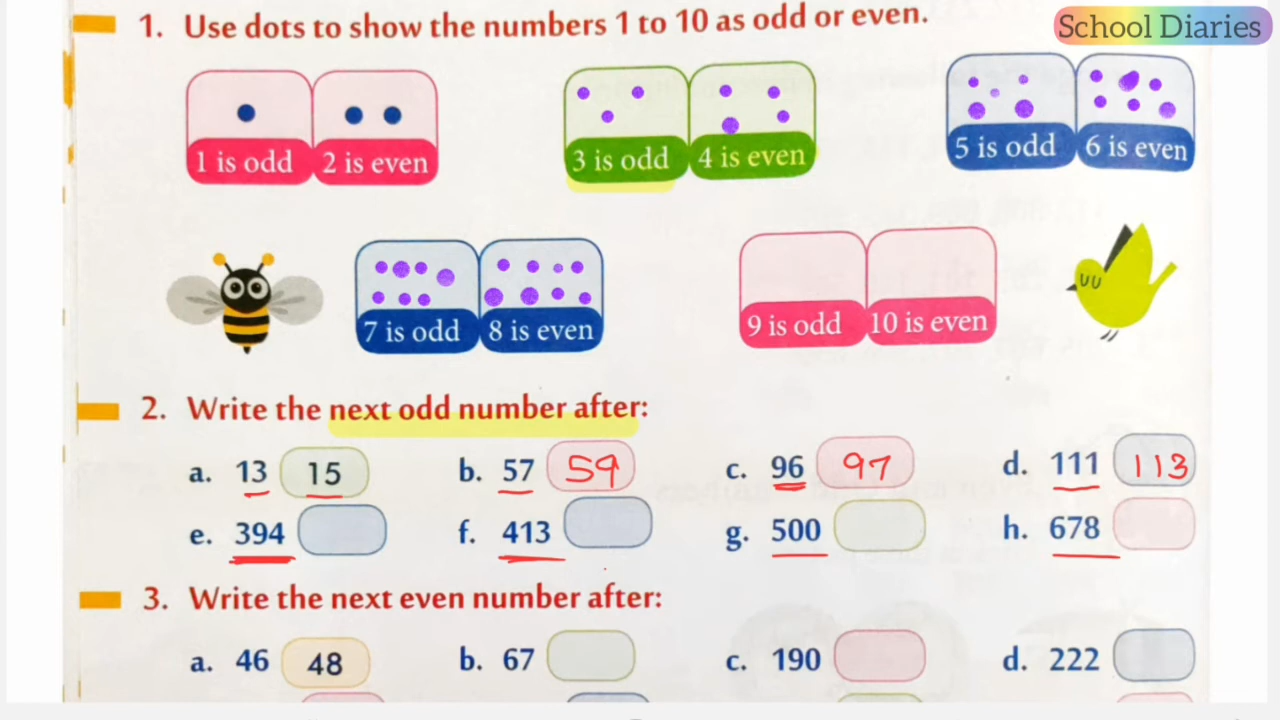 School Diaries
1. Use dots to show the numbers 1 to 10 as odd or even.
1 is odd 2 is even 3 is odd 4 is even 5 is odd 6 is even
7 is odd 8 is even 9 is odd 10 is even
2. Write the next odd number after:
a. 13 15 b. 57 59 c. 96 97 d. 111 113
e. 394 f. 413 g. 500 h. 678
3. Write the next even number after:
a. 46 48 b. 67 c. 190 d. 222